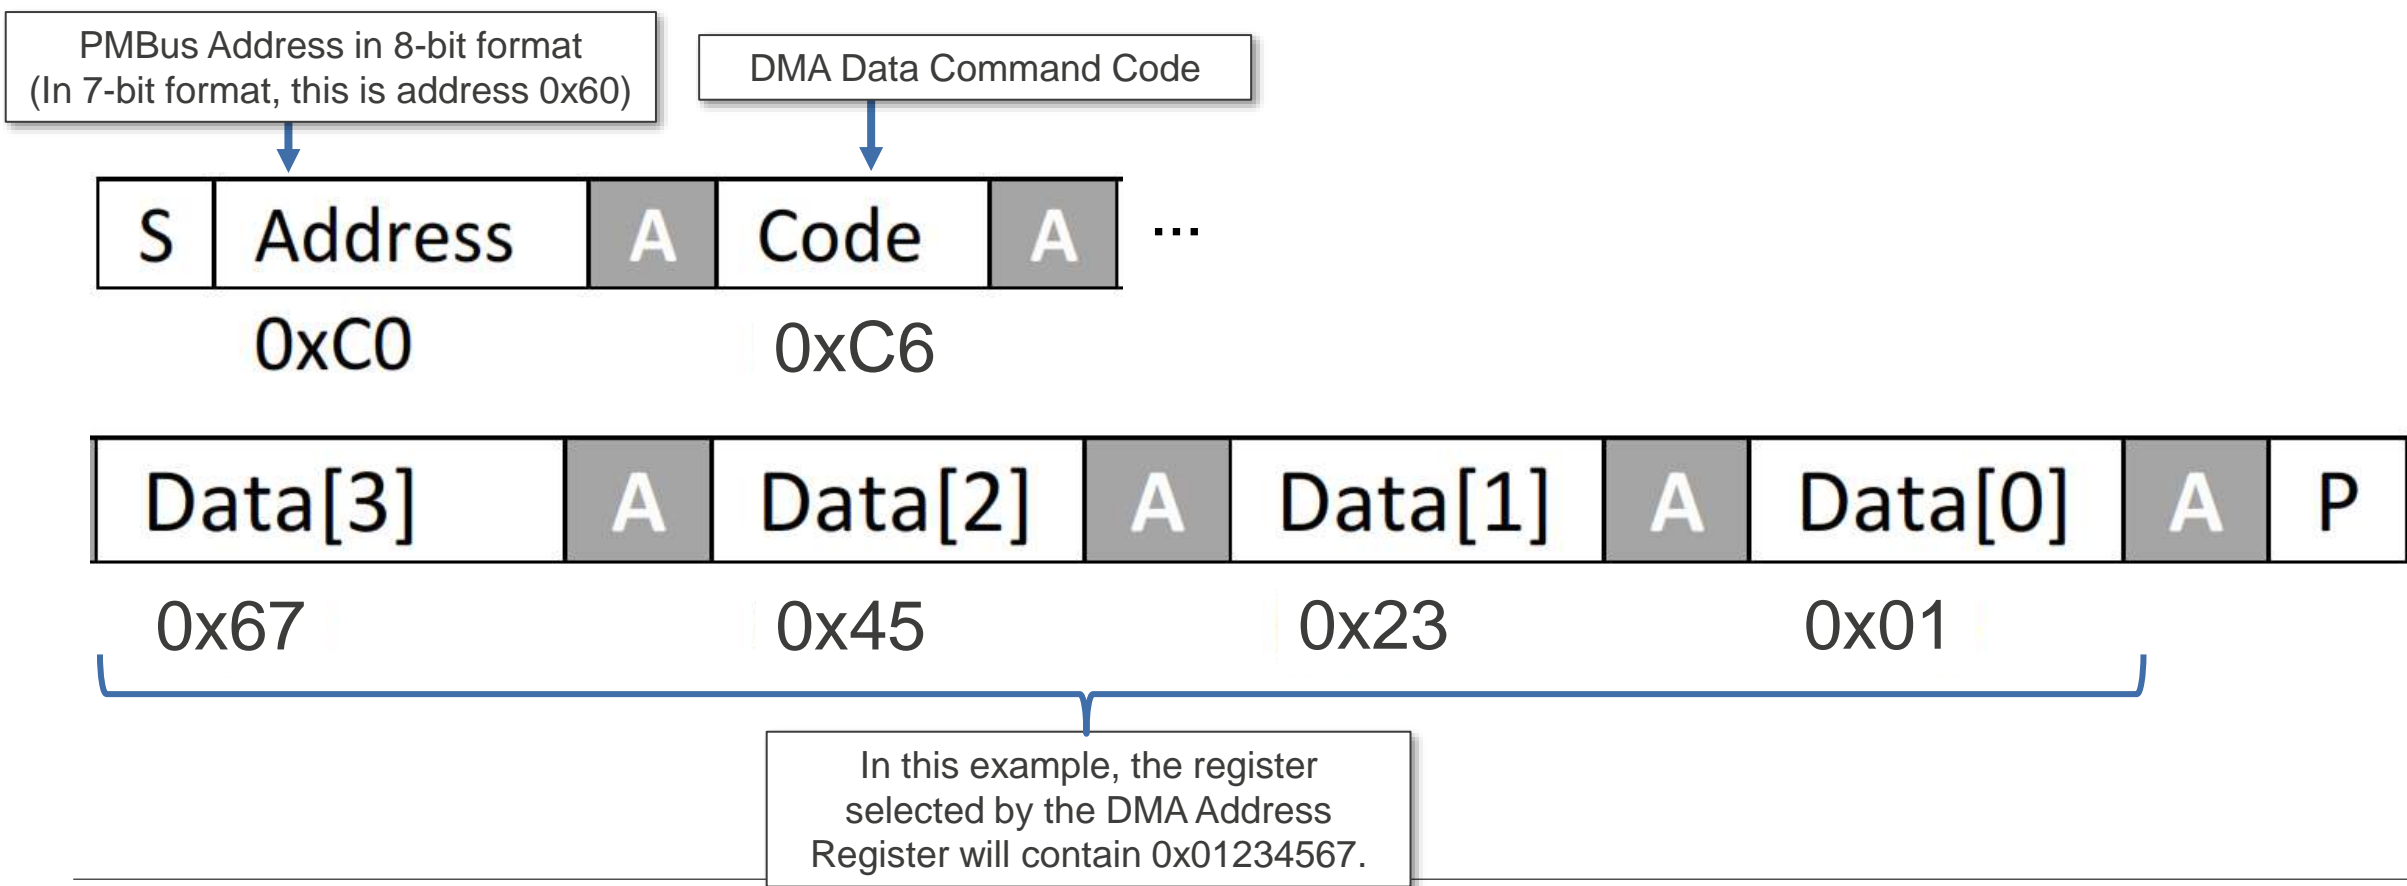 PMBus Address in 8-bit format
(In 7-bit format, this is address 0x60)
DMA Data Command Code
S Address A Code A ...
0xC0 0xC6
Data[3] A Data[2] A Data[1] A Data[0] A P
0x67 0x45 0x23 0x01
In this example, the register
selected by the DMA Address
Register will contain 0x01234567.